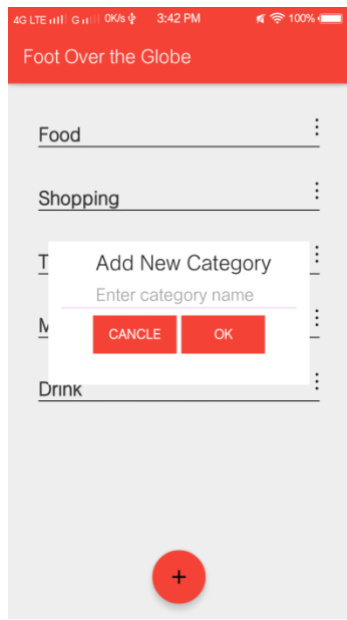 4G LTE G 0K/s 3:42 PM 100%
Foot Over the Globe
Food
Shopping
T
Add New Category
Enter category name
M
CANCLE OK
Drink
+